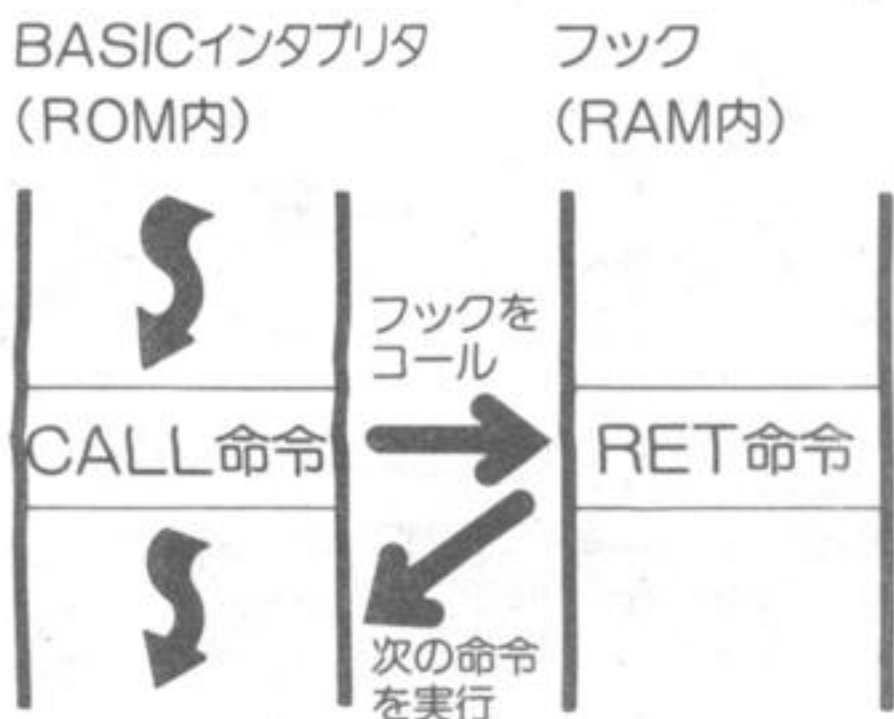 BASICインタプリタ
(ROM内)
フック
(RAM内)
フックを
コール
CALL命令
RET命令
次の命令
を実行